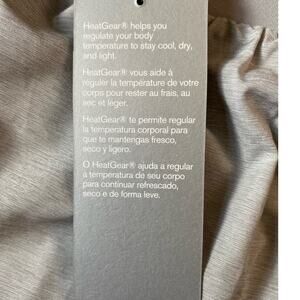 HeatGear® helps you
regulate your body
temperature to stay cool, dry,
and light.
HeatGear® vous aide à
réguler la température de votre
corps pour rester au frais, au
sec et léger.
HeatGear® te permite regular
la temperatura corporal para
que te mantengas fresco,
seco y ligero.
O HeatGear® ajuda a regular
a temperatura de seu corpo
para continuar refrescado,
seco e de forma leve.